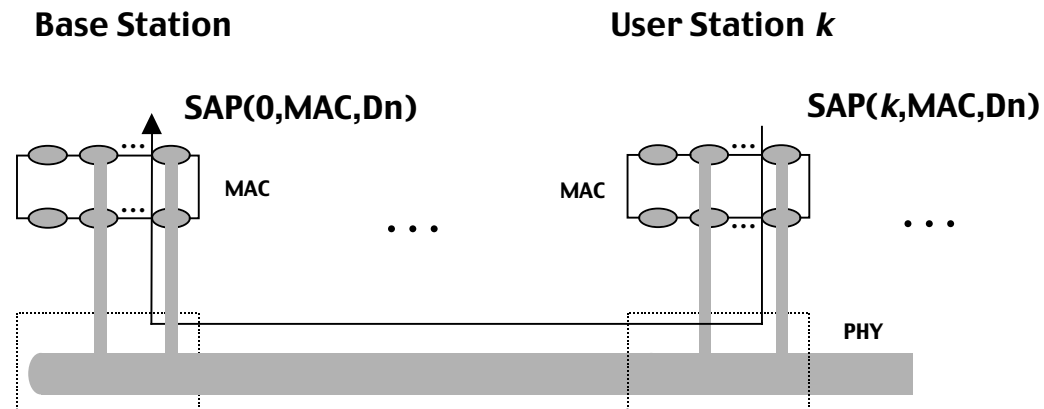 Base Station
User Station k
SAP(0,MAC,Dn)
SAP(k,MAC,Dn)
...
...
MAC
MAC
...
...
. . .
. . .
PHY